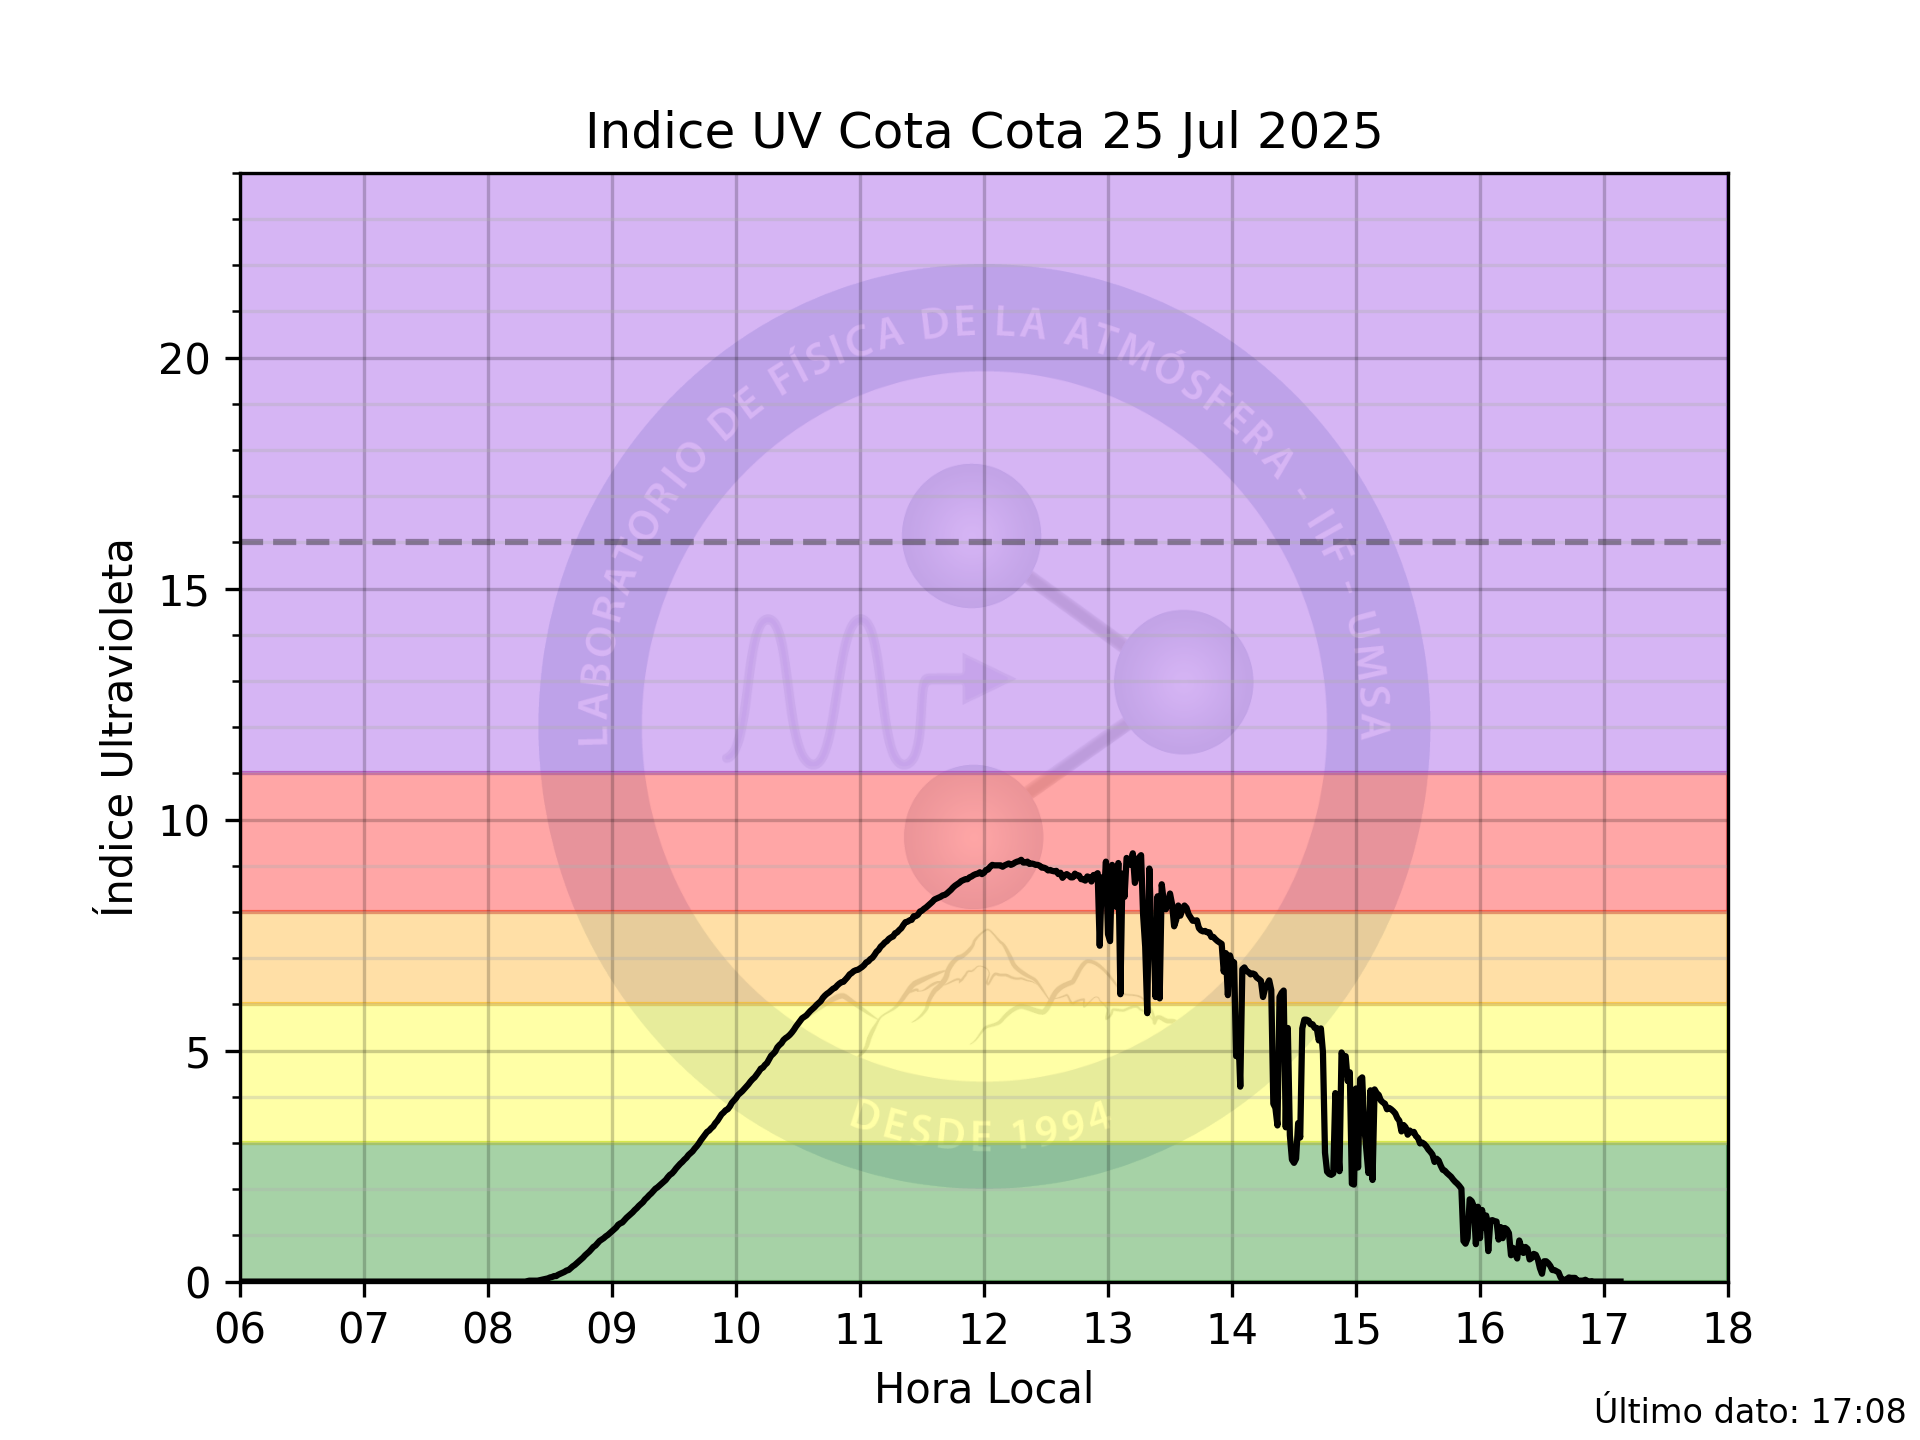 Indice UV Cota Cota 25 Jul 2025
LABORATORIO DE FÍSICA DE LA ATMÓSFERA - IIF - UMSA
DESDE 1994
Índice Ultravioleta
20
15
10
5
0
06 07 08 09 10 11 12 13 14 15 16 17 18
Hora Local
Último dato: 17:08